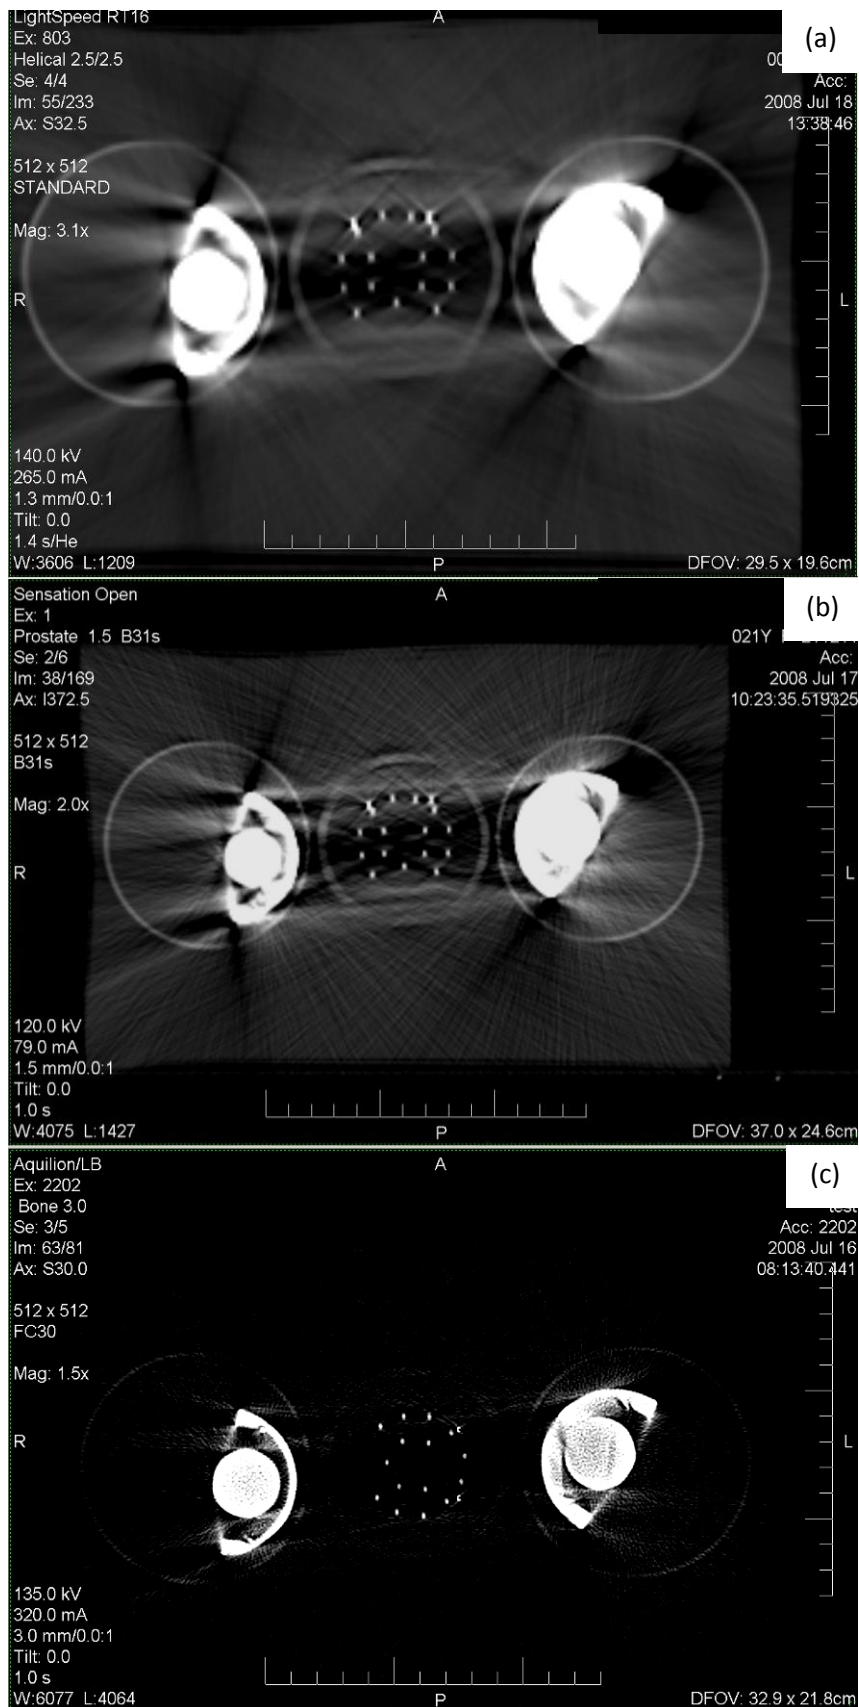 LightSpeed RT16
A
(a)
Ex: 803
Helical 2.5/2.5
00
Se: 4/4
Acc:
Im: 55/233
2008 Jul 18
Ax: S32.5
13:38:46
512 x 512
STANDARD
Mag: 3.1x
R
L
140.0 kV
265.0 mA
1.3 mm/0.0:1
Tilt: 0.0
1.4 s/He
W:3606 L:1209
P
DFOV: 29.5 x 19.6cm
Sensation Open
A
(b)
Ex: 1
Prostate 1.5 B31s
021Y
Se: 2/6
Acc:
Im: 38/169
2008 Jul 17
Ax: I372.5
10:23:35.519325
512 x 512
B31s
Mag: 2.0x
R
L
120.0 kV
79.0 mA
1.5 mm/0.0:1
Tilt: 0.0
1.0 s
W:4075 L:1427
P
DFOV: 37.0 x 24.6cm
Aquilion/LB
A
(c)
Ex: 2202
Bone 3.0
test
Se: 3/5
Acc: 2202
Im: 63/81
2008 Jul 16
Ax: S30.0
08:13:40.441
512 x 512
FC30
Mag: 1.5x
R
L
135.0 kV
320.0 mA
3.0 mm/0.0:1
Tilt: 0.0
1.0 s
W:6077 L:4064
P
DFOV: 32.9 x 21.8cm